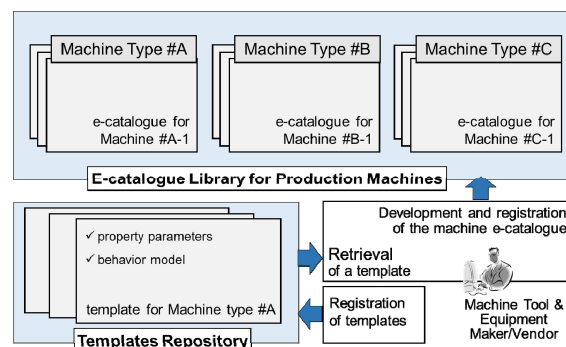 Machine Type #A
Machine Type #B
Machine Type #C
e-catalogue for
Machine #A-1
e-catalogue for
Machine #B-1
e-catalogue for
Machine #C-1
E-catalogue Library for Production Machines
✓ property parameters
✓ behavior model
template for Machine type #A
Templates Repository
Development and registration
of the machine e-catalogue
Retrieval
of a template
Registration
of templates
Machine Tool &
Equipment
Maker/Vendor